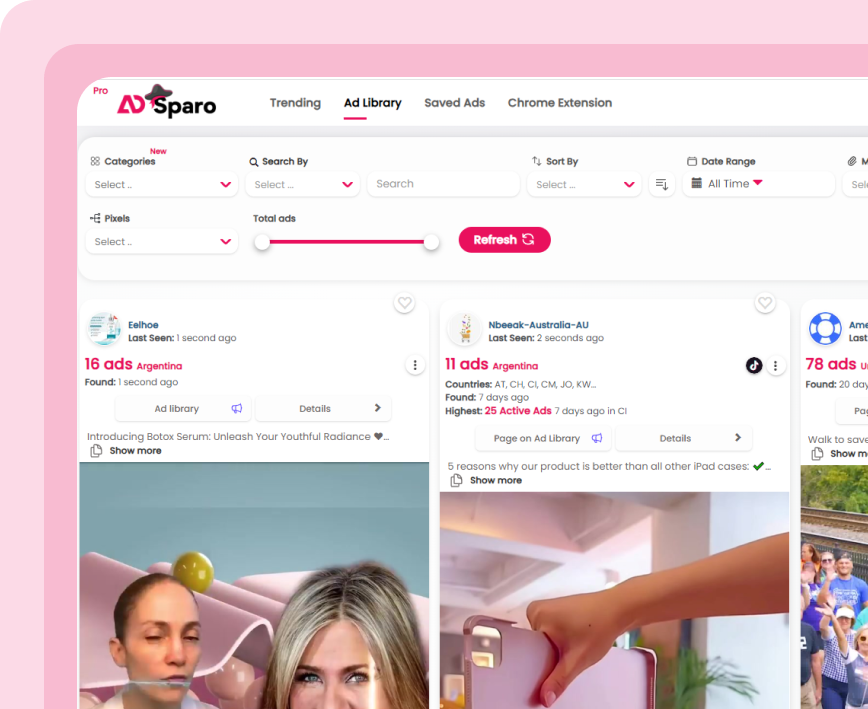 Pro
AD Sparo
Trending Ad Library Saved Ads Chrome Extension
New
Categories Search By Sort By Date Range
Select .. Select .. Search Select .. All Time
Pixels Total ads
Select .. Refresh
Eelhoe
Last Seen: 1 second ago
16 ads Argentina
Found: 1 second ago
Ad library Details
Introducing Botox Serum: Unleash Your Youthful Radiance 🖤...
Show more
Nbeeak-Australia-AU
Last Seen: 2 seconds ago
11 ads Argentina
Countries: AT, CH, CI, CM, JO, KW...
Found: 7 days ago
Highest: 25 Active Ads 7 days ago in CI
Page on Ad Library Details
5 reasons why our product is better than all other iPad cases: ✔...
Show more
Last
78 ads
Found: 20
Walk to save
Show